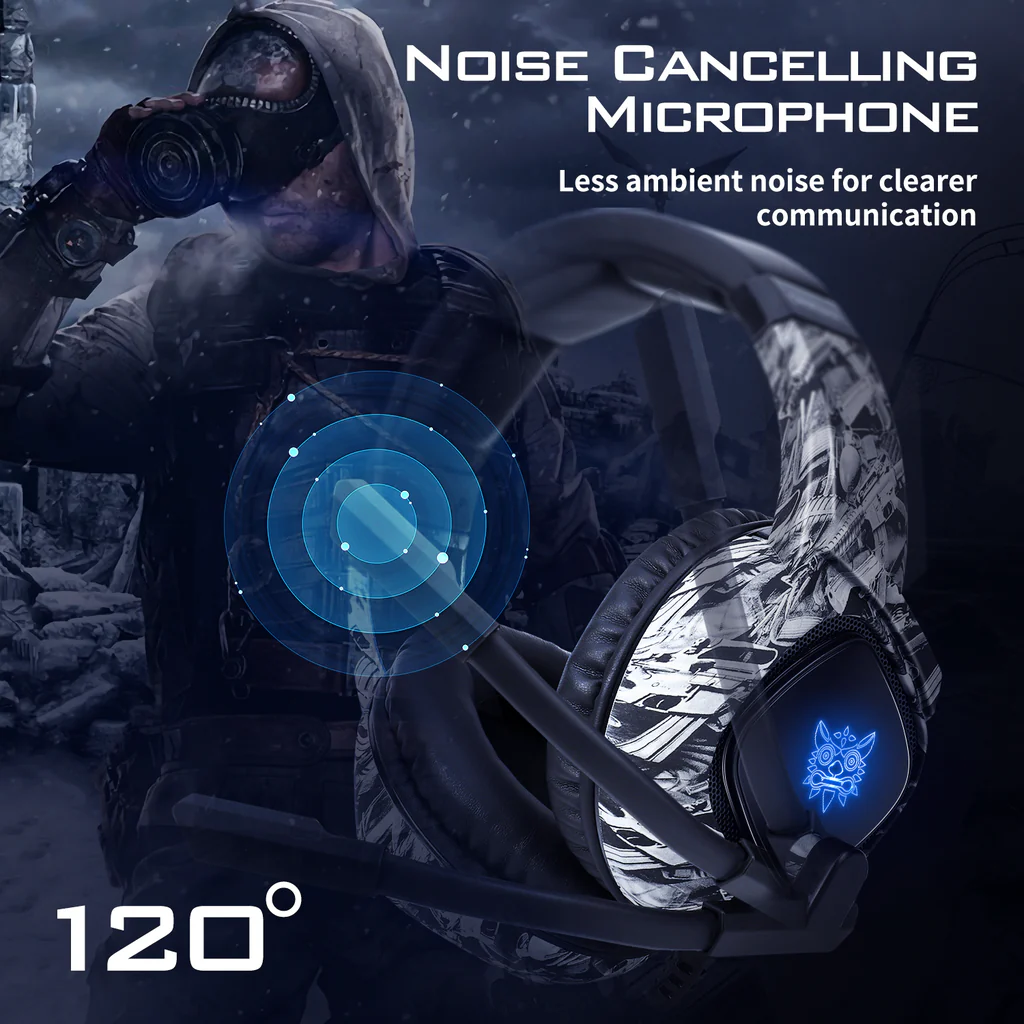 NOISE CANCELLING
MICROPHONE
Less ambient noise for clearer
communication
120°